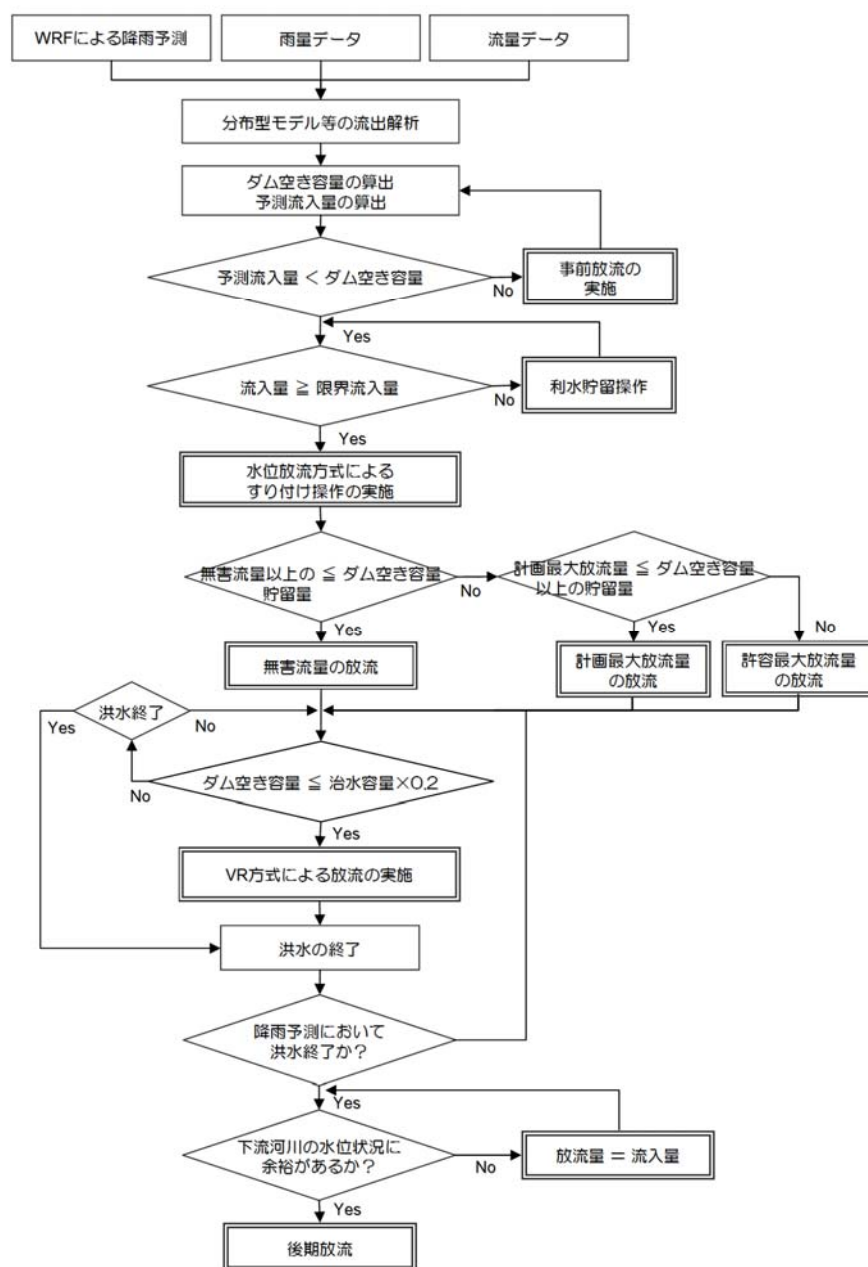 WRFによる降雨予測
雨量データ
流量データ
分布型モデル等の流出解析
ダム空き容量の算出
予測流入量の算出
予測流入量 < ダム空き容量
No
事前放流の
実施
Yes
流入量 ≧ 限界流入量
No
利水貯留操作
Yes
水位放流方式による
すり付け操作の実施
無害流量以上の ≦ ダム空き容量
貯留量
No
計画最大放流量 ≦ ダム空き容量
以上の貯留量
Yes
Yes
No
無害流量の放流
計画最大放流量
の放流
許容最大放流量
の放流
洪水終了
Yes
No
ダム空き容量 ≦ 治水容量×0.2
No
Yes
VR方式による放流の実施
洪水の終了
降雨予測において
洪水終了か?
Yes
下流河川の水位状況に
余裕があるか?
No
放流量 = 流入量
Yes
後期放流